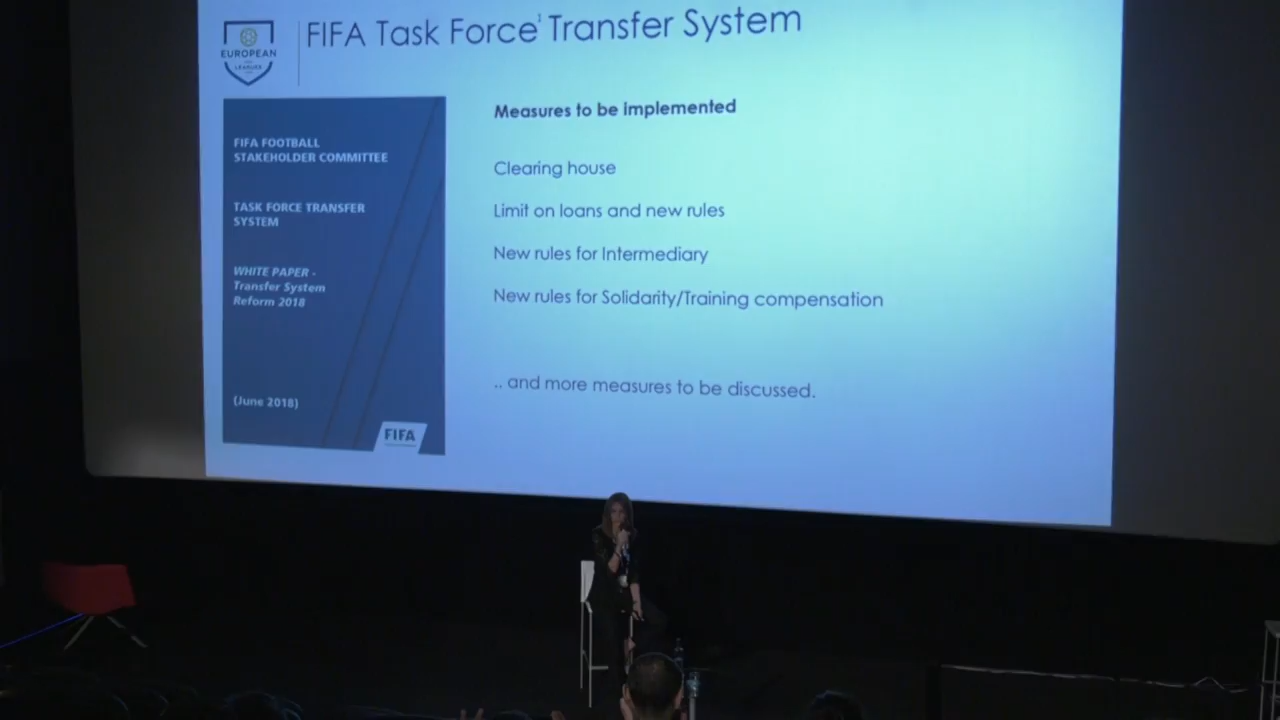 FIFA Task Force¹ Transfer System
EUROPEAN
LEAGUES
FIFA FOOTBALL
STAKEHOLDER COMMITTEE
TASK FORCE TRANSFER
SYSTEM
WHITE PAPER -
Transfer System
Reform 2018
(June 2018)
FIFA
Measures to be implemented
Clearing house
Limit on loans and new rules
New rules for Intermediary
New rules for Solidarity/Training compensation
.. and more measures to be discussed.